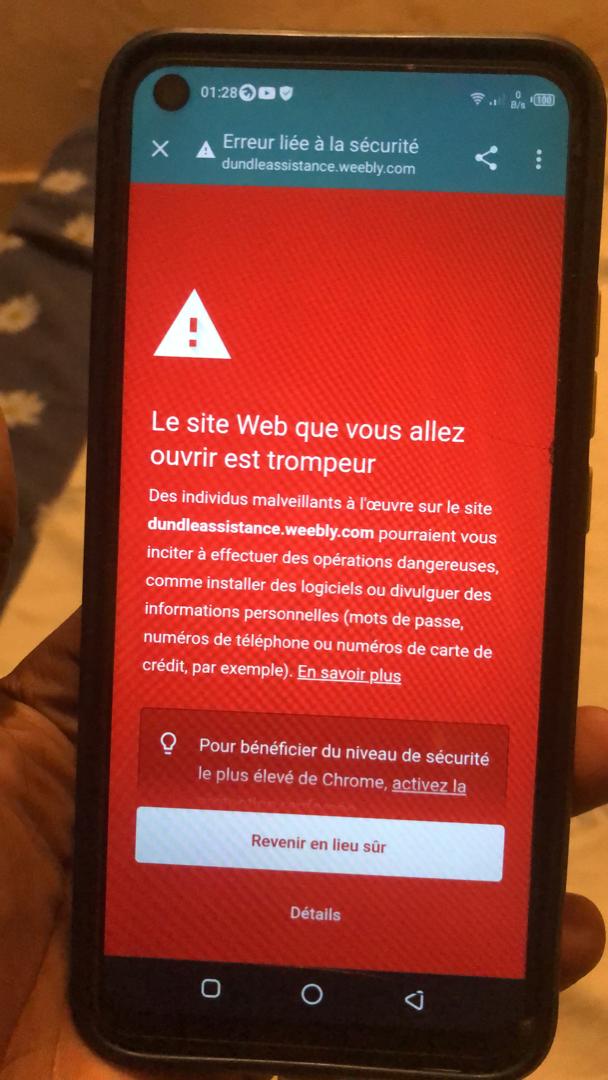 01:28
0
B/s
100
Erreur liée à la sécurité
dundleassistance.weebly.com
Le site Web que vous allez
ouvrir est trompeur
Des individus malveillants à l'œuvre sur le site
dundleassistance.weebly.com pourraient vous
inciter à effectuer des opérations dangereuses,
comme installer des logiciels ou divulguer des
informations personnelles (mots de passe,
numéros de téléphone ou numéros de carte de
crédit, par exemple). En savoir plus
Pour bénéficier du niveau de sécurité
le plus élevé de Chrome, activez la
Revenir en lieu sûr
Détails